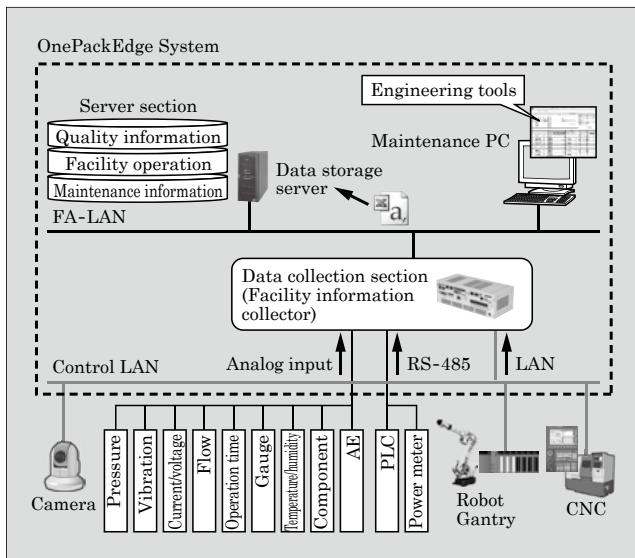 OnePackEdge System
Server section
Quality information
Facility operation
Maintenance information
Data storage
server
a,
Engineering tools
Maintenance PC
FA-LAN
Data collection section
(Facility information
collector)
Control LAN
Analog input
RS-485
LAN
Camera
Pressure
Vibration
Current/voltage
Flow
Operation time
Gauge
Temperature/humidity
Component
AE
PLC
Power meter
Robot
Gantry
CNC